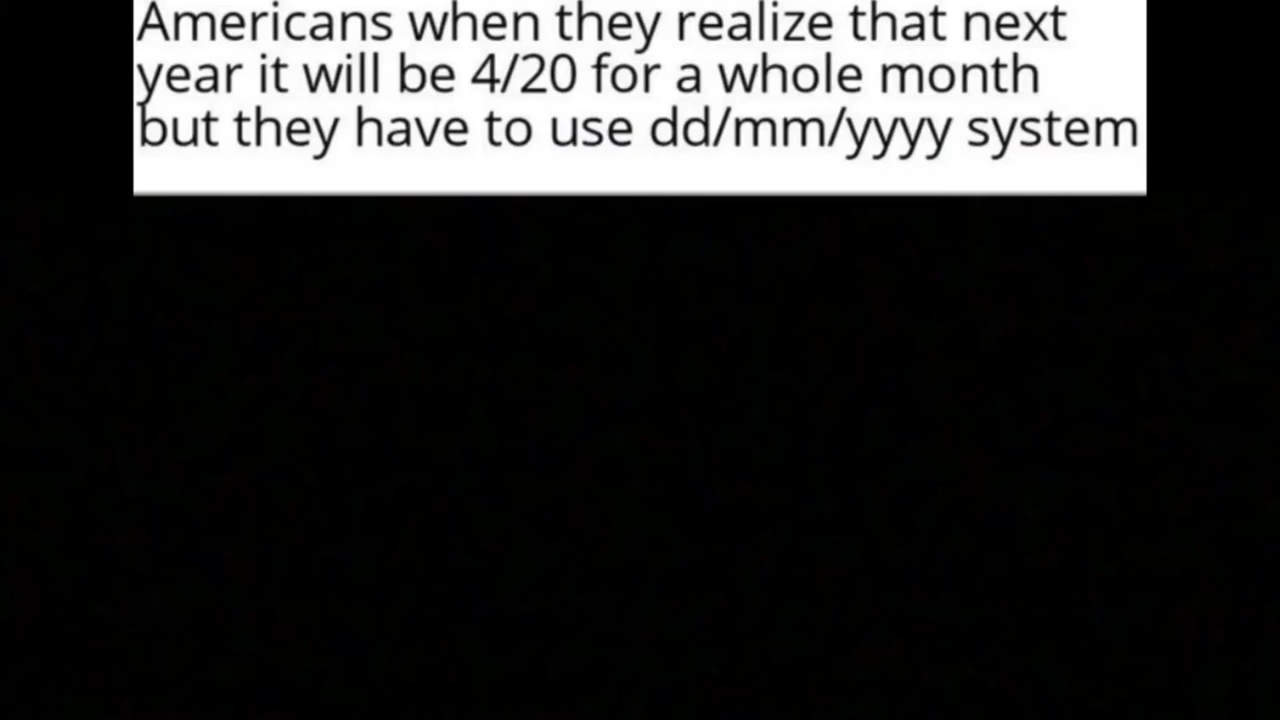 Americans when they realize that next
year it will be 4/20 for a whole month
but they have to use dd/mm/yyyy system